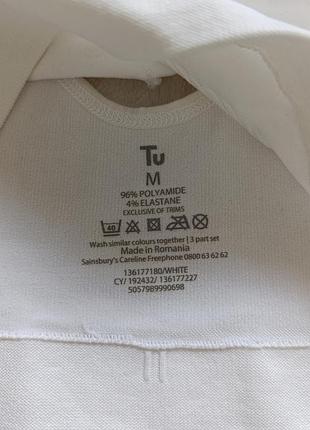 Tu
M
96% POLYAMIDE
4% ELASTANE
EXCLUSIVE OF TRIMS
40
Wash similar colours together | 3 part set
Made in Romania
Sainsbury's Careline Freephone 0800 63 62 62
136177180/WHITE
CY/ 192432/ 136177227
5057989990698